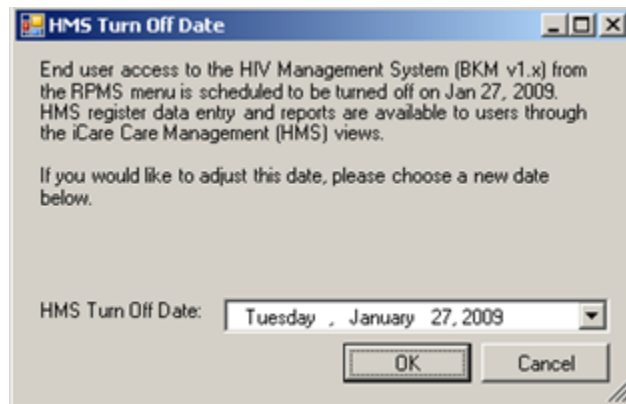 HMS Turn Off Date
End user access to the HIV Management System (BKM v1.x) from
the RPMS menu is scheduled to be turned off on Jan 27, 2009.
HMS register data entry and reports are available to users through
the iCare Care Management (HMS) views.
If you would like to adjust this date, please choose a new date
below.
HMS Turn Off Date: Tuesday , January 27, 2009
OK Cancel